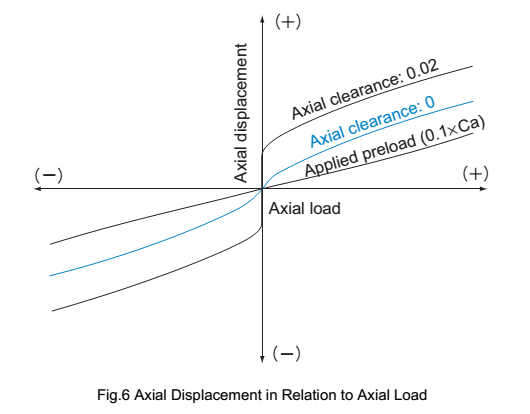 (+)
Axial displacement
Axial clearance: 0.02
Axial clearance: 0
Applied preload (0.1×Ca)
(−)
(+)
Axial load
(−)
Fig.6 Axial Displacement in Relation to Axial Load